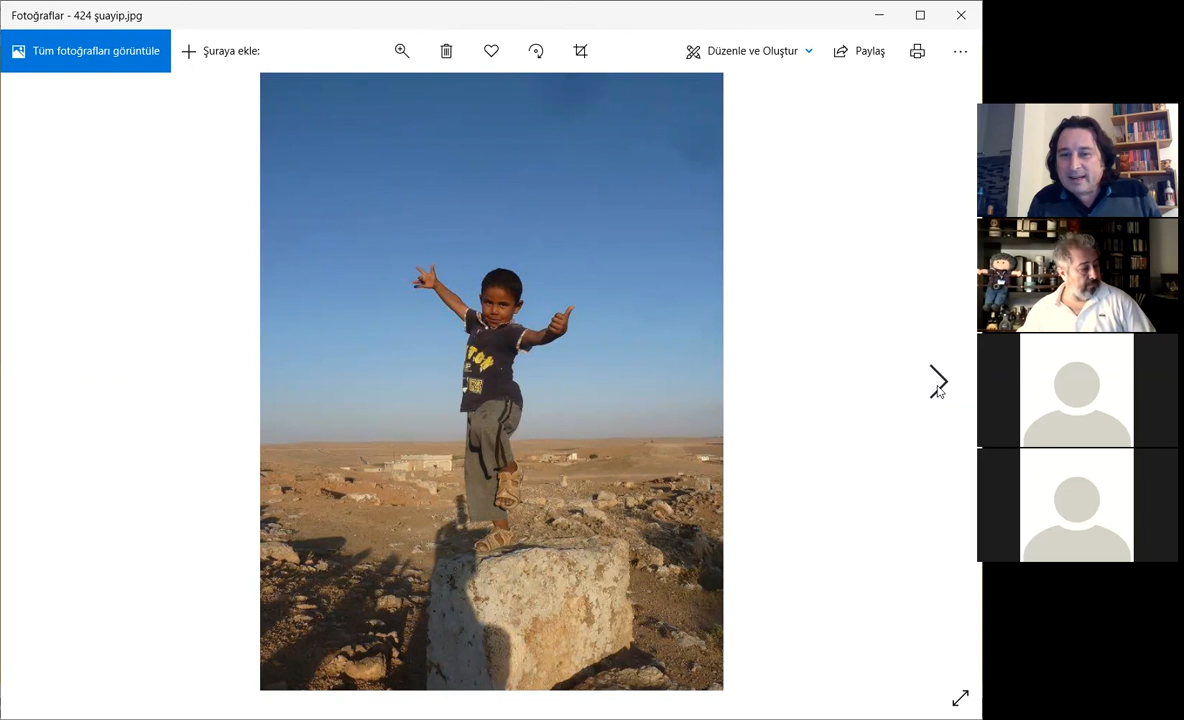 Fotoğraflar - 424 şuayip.jpg
Tüm fotoğrafları görüntüle
Şuraya ekle:
Düzenle ve Oluştur
Paylaş